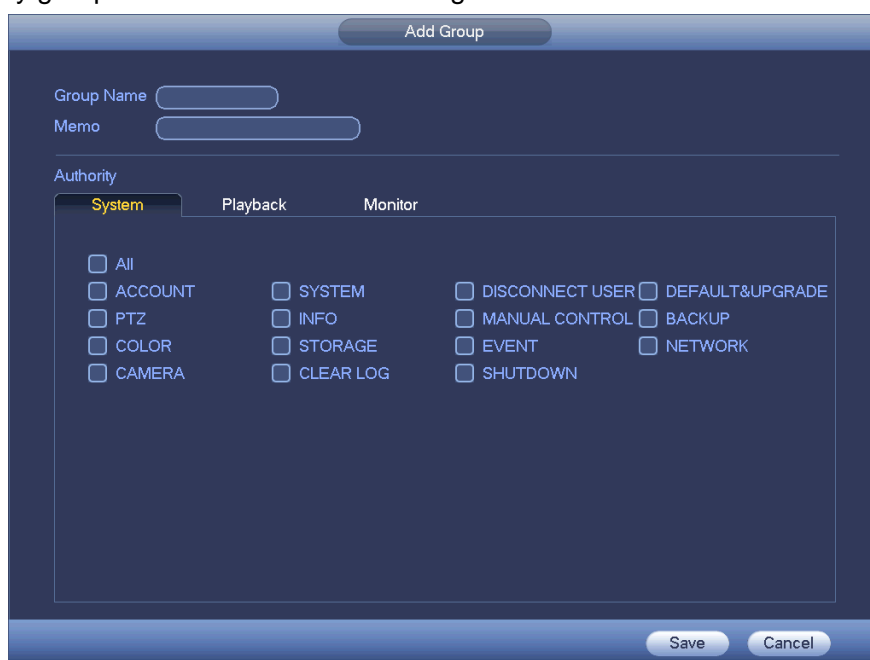 Add Group
Group Name
Memo
Authority
System Playback Monitor
All
ACCOUNT SYSTEM DISCONNECT USER DEFAULT&UPGRADE
PTZ INFO MANUAL CONTROL BACKUP
COLOR STORAGE EVENT NETWORK
CAMERA CLEAR LOG SHUTDOWN
Save Cancel